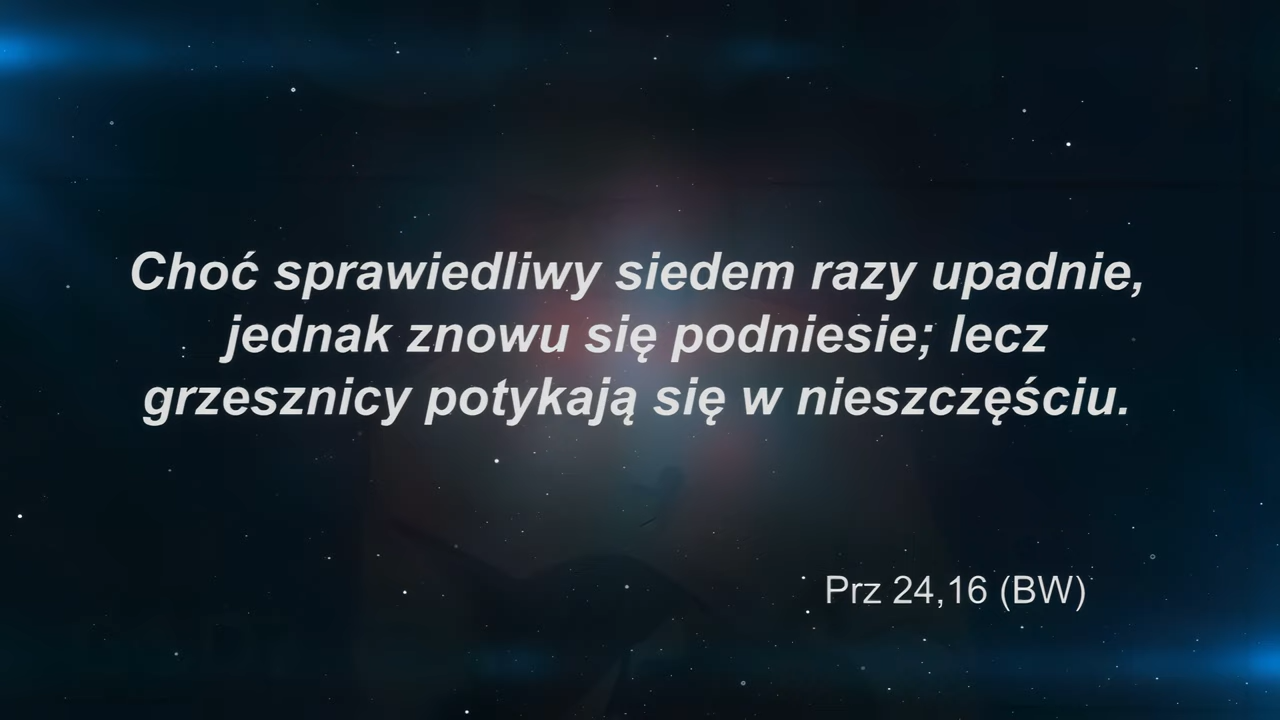 Choć sprawiedliwy siedem razy upadnie,
jednak znowu się podniesie; lecz
grzesznicy potykają się w nieszczęściu.
Prz 24,16 (BW)